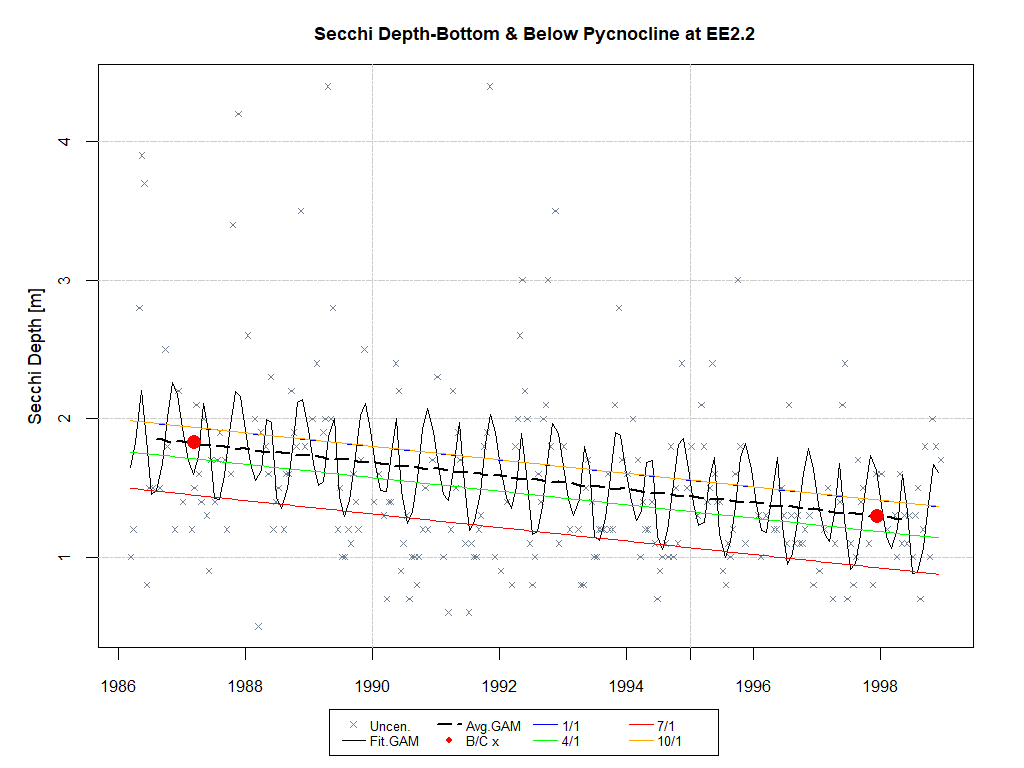 Secchi Depth-Bottom & Below Pycnocline at EE2.2
Secchi Depth [m]
4
3
2
1
1986 1988 1990 1992 1994 1996 1998
Uncen. Avg.GAM 1/1 7/1
Fit.GAM B/C x 4/1 10/1